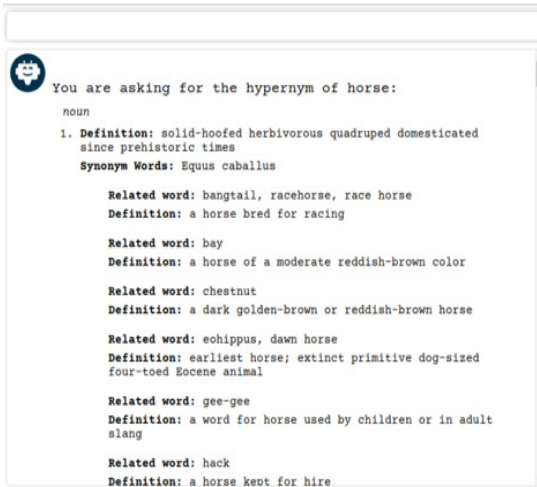 You are asking for the hypernym of horse:
noun
1. Definition: solid-hoofed herbivorous quadruped domesticated
since prehistoric times
Synonym Words: Equus caballus
Related word: bangtail, racehorse, race horse
Definition: a horse bred for racing
Related word: bay
Definition: a horse of a moderate reddish-brown color
Related word: chestnut
Definition: a dark golden-brown or reddish-brown horse
Related word: eohippus, dawn horse
Definition: earliest horse; extinct primitive dog-sized
four-toed Eocene animal
Related word: gee-gee
Definition: a word for horse used by children or in adult
slang
Related word: hack
Definition: a horse kept for hire